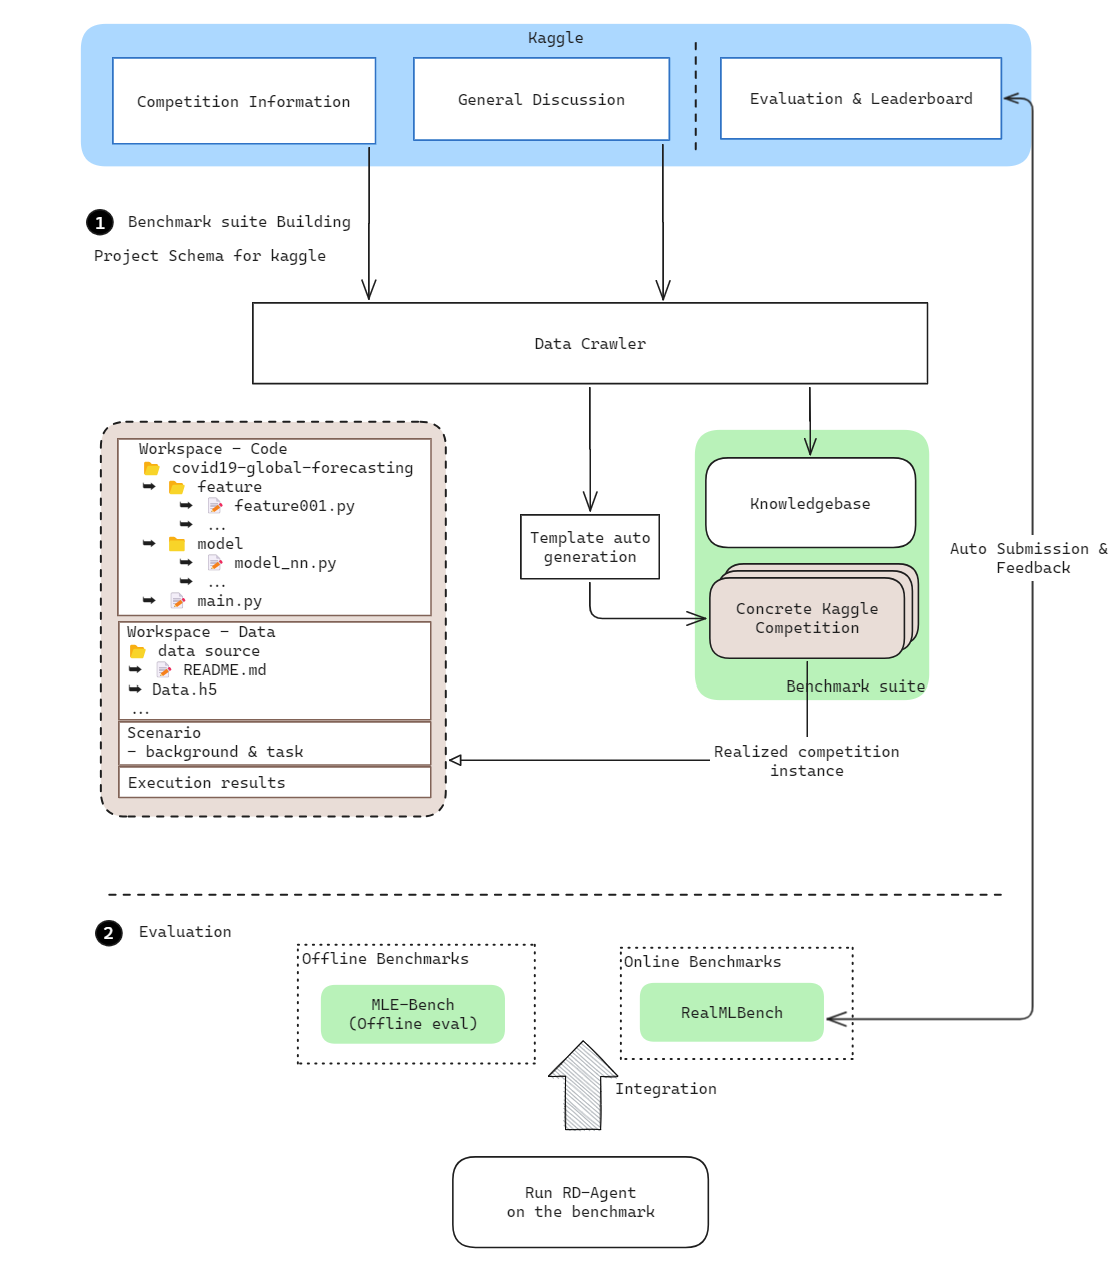 Kaggle
Competition Information
General Discussion
Evaluation & Leaderboard
1 Benchmark suite Building
Project Schema for kaggle
Data Crawler
Workspace - Code
covid19-global-forecasting
➥ feature
➥ feature001.py
➥ ...
➥ model
➥ model_nn.py
➥ ...
➥ main.py
Workspace - Data
data source
➥ README.md
➥ Data.h5
...
Scenario
- background & task
Execution results
Template auto
generation
Knowledgebase
Concrete Kaggle
Competition
Benchmark suite
Realized competition
instance
Auto Submission &
Feedback
2 Evaluation
Offline Benchmarks
MLE-Bench
(Offline eval)
Online Benchmarks
RealMLBench
Integration
Run RD-Agent
on the benchmark